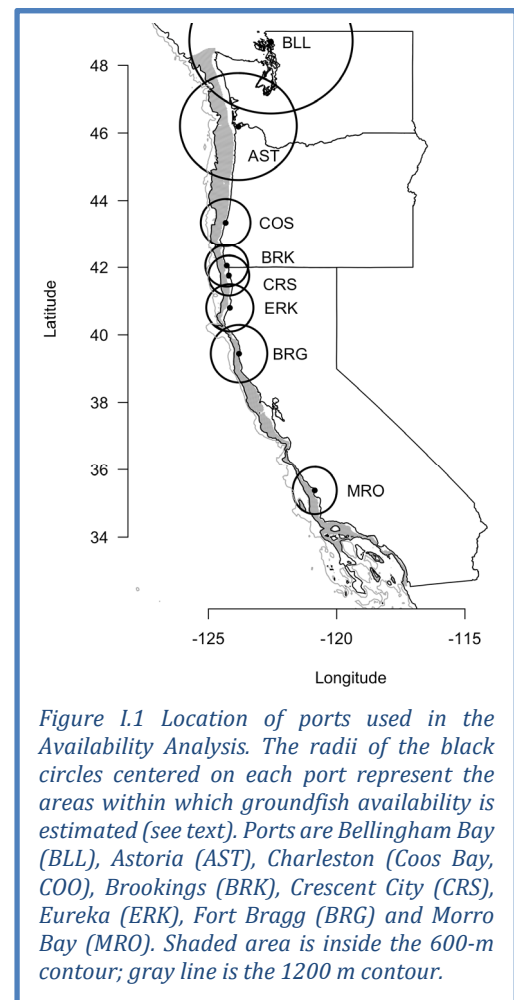 48
46
44
42
40
38
36
34
Latitude
BLL
AST
COS
BRK
CRS
ERK
BRG
MRO
-125
-120
-115
Longitude
Figure I.1 Location of ports used in the
Availability Analysis. The radii of the black
circles centered on each port represent the
areas within which groundfish availability is
estimated (see text). Ports are Bellingham Bay
(BLL), Astoria (AST), Charleston (Coos Bay,
COO), Brookings (BRK), Crescent City (CRS),
Eureka (ERK), Fort Bragg (BRG) and Morro
Bay (MRO). Shaded area is inside the 600-m
contour; gray line is the 1200 m contour.